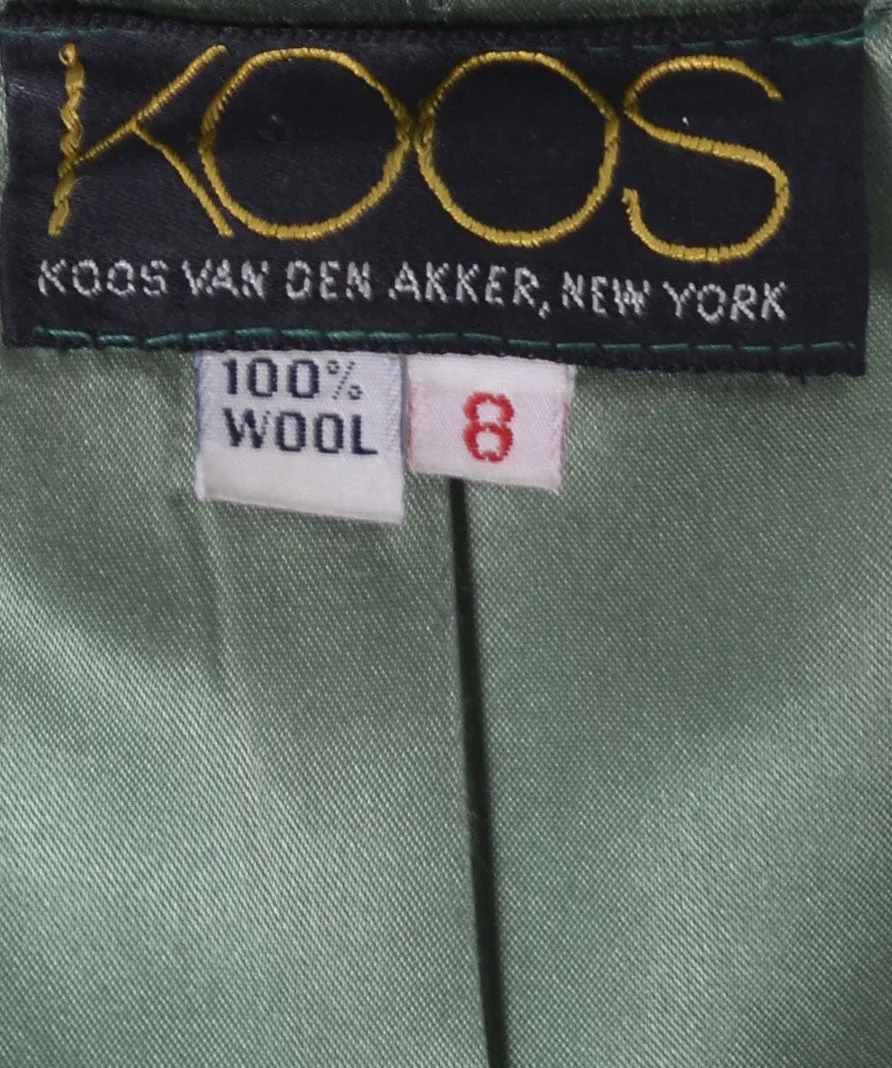 KOOS
KOOS VAN DEN AKKER, NEW YORK
100%
WOOL
8